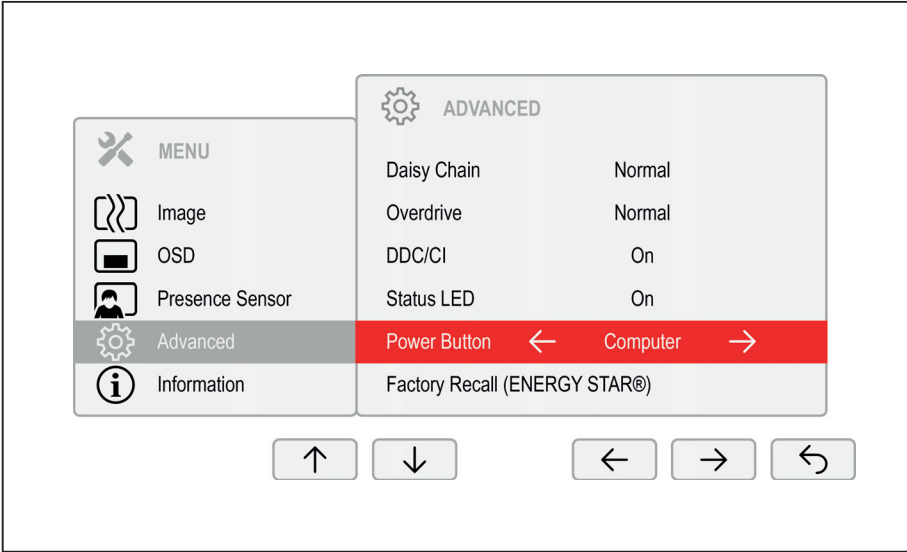 MENU
Image
OSD
Presence Sensor
Advanced
Information
ADVANCED
Daisy Chain Normal
Overdrive Normal
DDC/CI On
Status LED On
Power Button ← Computer →
Factory Recall (ENERGY STAR®)